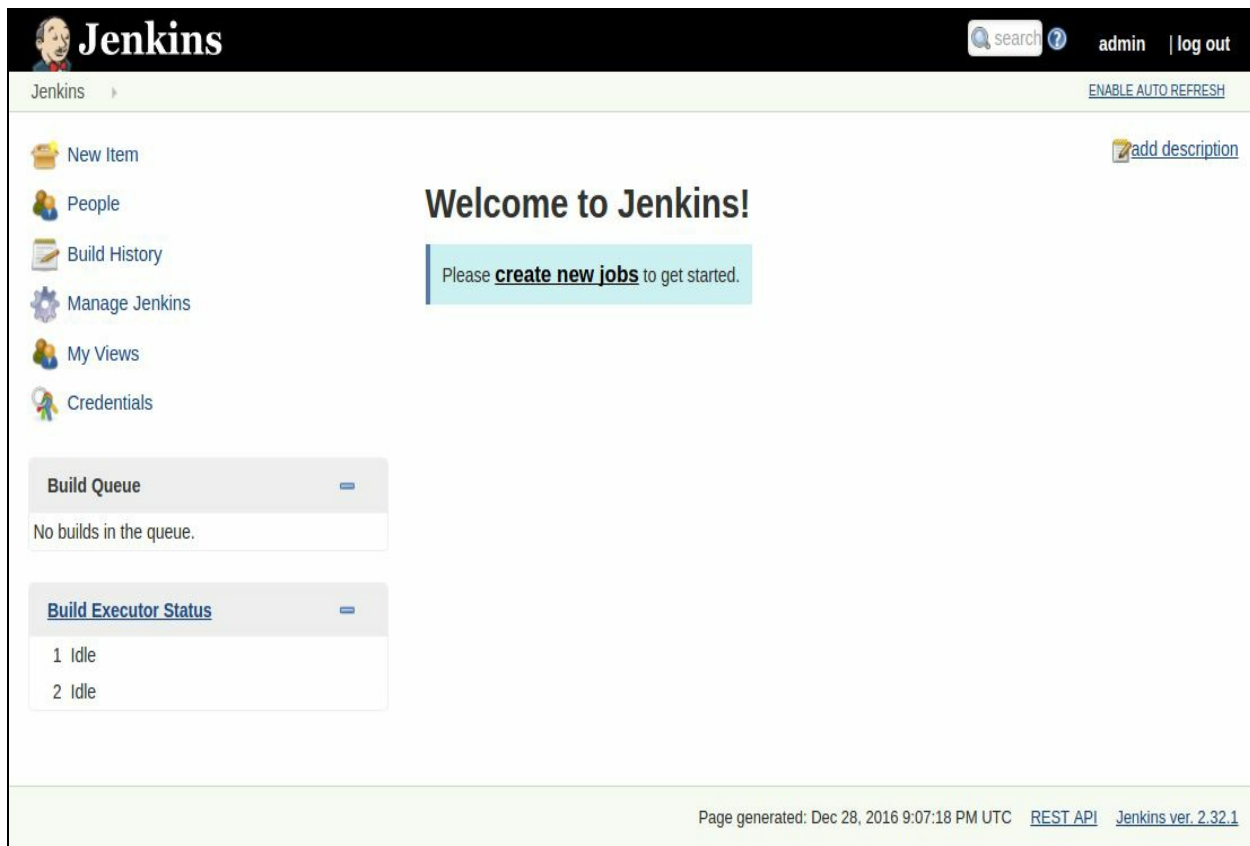 Jenkins
search
admin | log out
Jenkins
ENABLE AUTO REFRESH
New Item
People
Build History
Manage Jenkins
My Views
Credentials
Build Queue
No builds in the queue.
Build Executor Status
1 Idle
2 Idle
add description
Welcome to Jenkins!
Please create new jobs to get started.
Page generated: Dec 28, 2016 9:07:18 PM UTC REST API Jenkins ver. 2.32.1